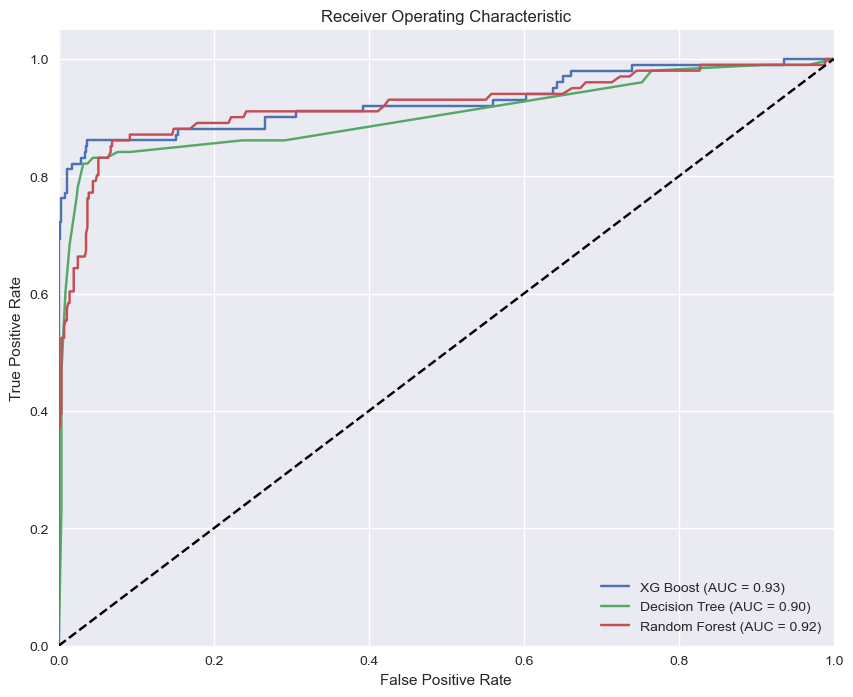 Receiver Operating Characteristic
True Positive Rate
1.0
0.8
0.6
0.4
0.2
0.0
XG Boost (AUC = 0.93)
Decision Tree (AUC = 0.90)
Random Forest (AUC = 0.92)
0.0 0.2 0.4 0.6 0.8 1.0
False Positive Rate